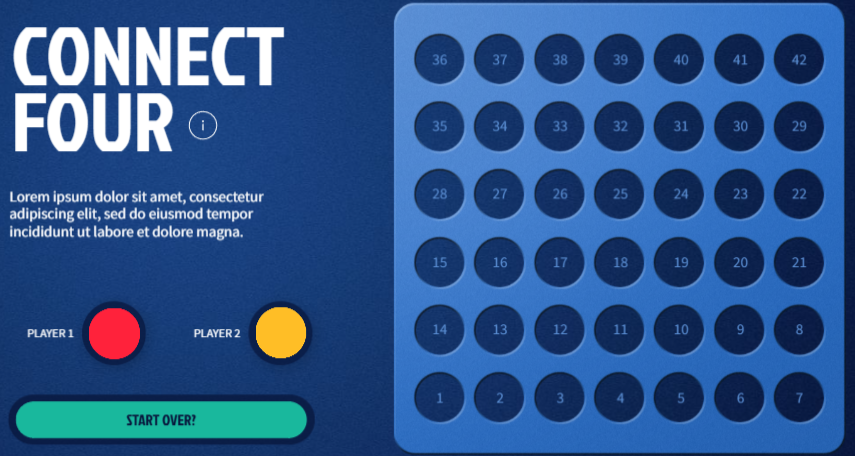 CONNECT
FOUR i
Lorem ipsum dolor sit amet, consectetur
adipiscing elit, sed do eiusmod tempor
incididunt ut labore et dolore magna.
PLAYER 1 PLAYER 2
START OVER?
36 37 38 39 40 41 42
35 34 33 32 31 30 29
28 27 26 25 24 23 22
15 16 17 18 19 20 21
14 13 12 11 10 9 8
1 2 3 4 5 6 7